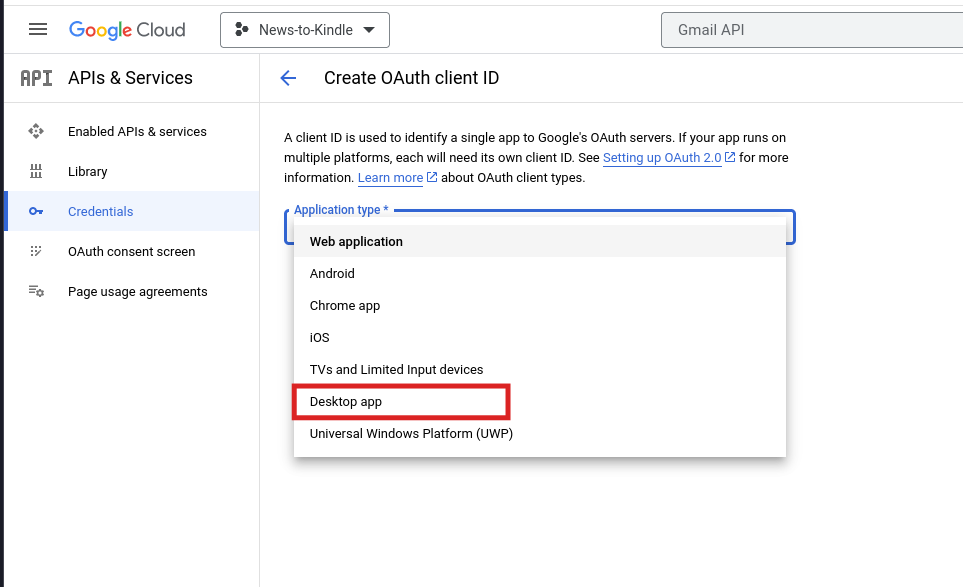 Google Cloud
News-to-Kindle
Gmail API
API APIs & Services
Create OAuth client ID
Enabled APIs & services
Library
Credentials
OAuth consent screen
Page usage agreements
A client ID is used to identify a single app to Google's OAuth servers. If your app runs on
multiple platforms, each will need its own client ID. See Setting up OAuth 2.0 for more
information. Learn more about OAuth client types.
Application type *
Web application
Android
Chrome app
iOS
TVs and Limited Input devices
Desktop app
Universal Windows Platform (UWP)